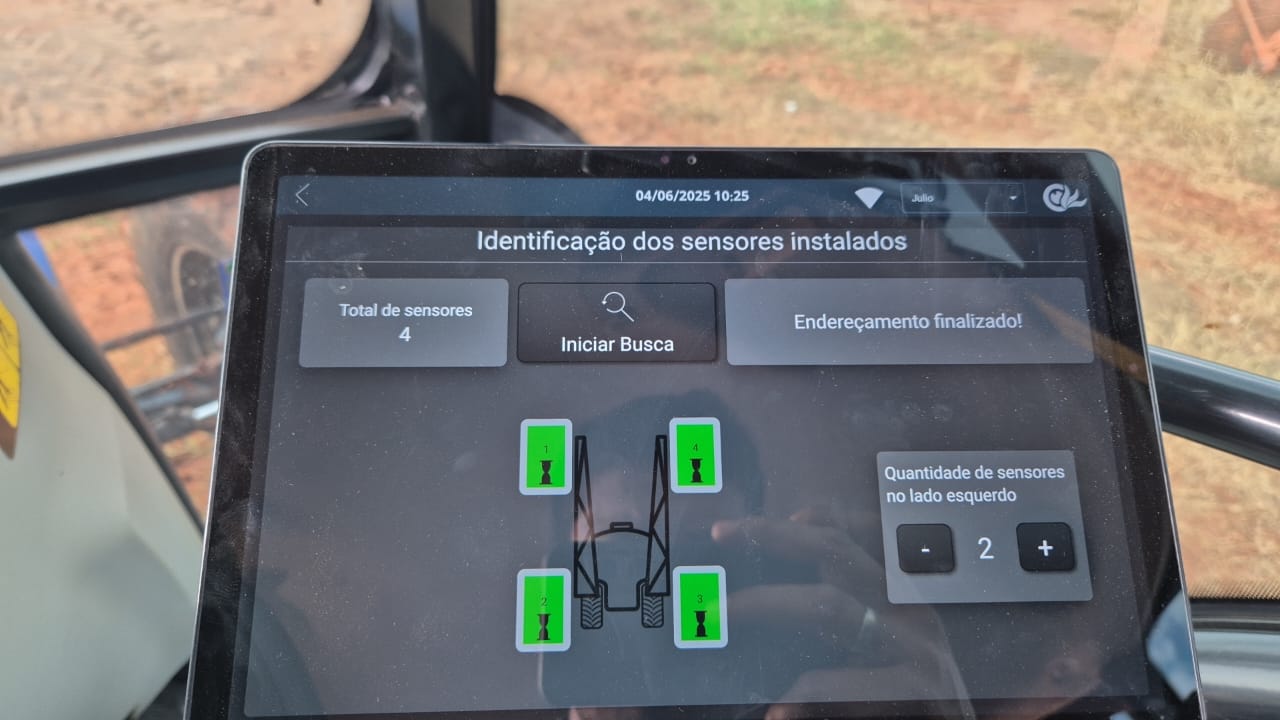 04/06/2025 10:25
Julio
Identificação dos sensores instalados
Total de sensores
4
Iniciar Busca
Endereçamento finalizado!
1
4
Quantidade de sensores
no lado esquerdo
- 2 +
2
3